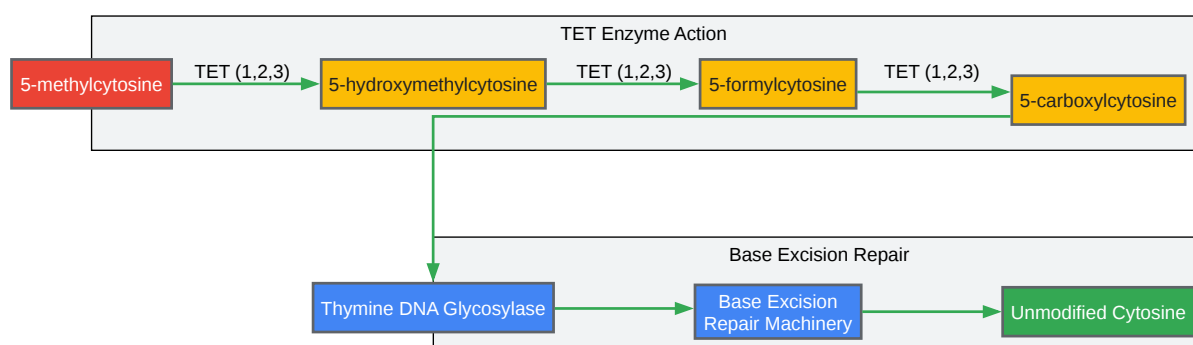 TET Enzyme Action
5-methylcytosine
TET (1,2,3)
5-hydroxymethylcytosine
TET (1,2,3)
5-formylcytosine
TET (1,2,3)
5-carboxylcytosine
Base Excision Repair
Thymine DNA Glycosylase
Base Excision
Repair Machinery
Unmodified Cytosine